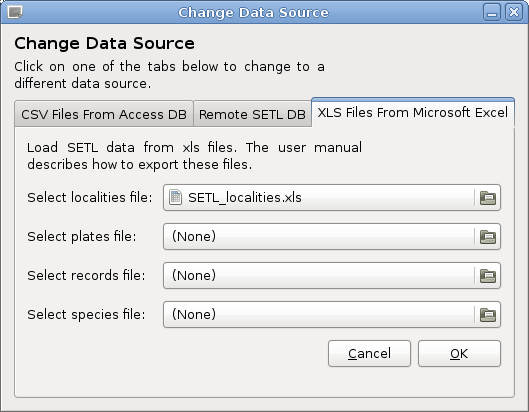 Change Data Source
Change Data Source
Click on one of the tabs below to change to a
different data source.
CSV Files From Access DB
Remote SETL DB
XLS Files From Microsoft Excel
Load SETL data from xls files. The user manual
describes how to export these files.
Select localities file:
SETL_localities.xls
Select plates file:
(None)
Select records file:
(None)
Select species file:
(None)
Cancel
OK